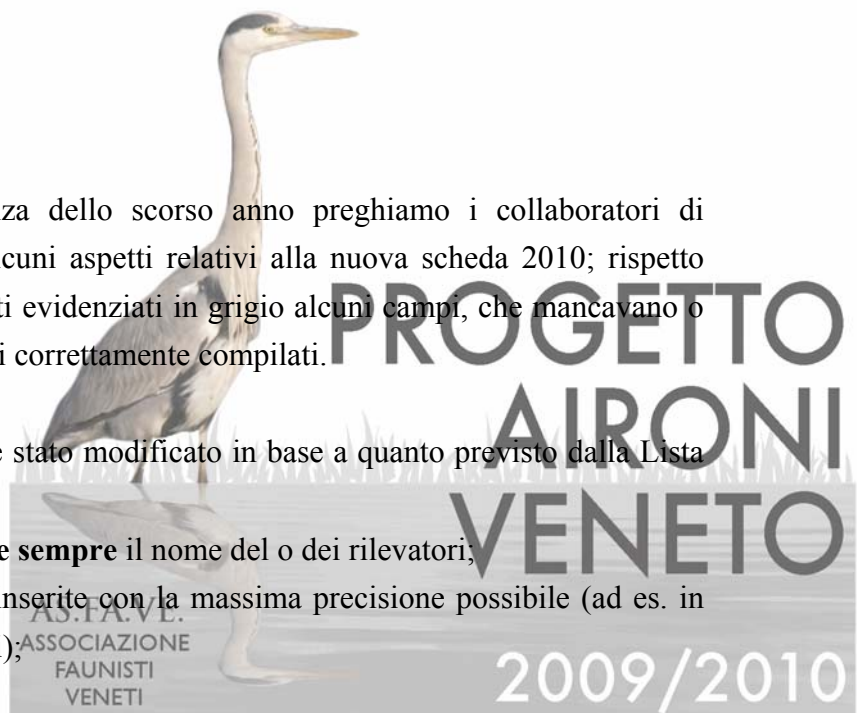 nza dello scorso anno preghiamo i collaboratori di
lcuni aspetti relativi alla nuova scheda 2010; rispetto
ti evidenziati in grigio alcuni campi, che mancavano o
i correttamente compilati.
PROGETTO
AIRONI
e stato modificato in base a quanto previsto dalla Lista
VENETO
e sempre il nome del o dei rilevatori;
inserite con la massima precisione possibile (ad es. in
);
AS.FA.VE.
ASSOCIAZIONE
FAUNISTI
VENETI
2009/2010